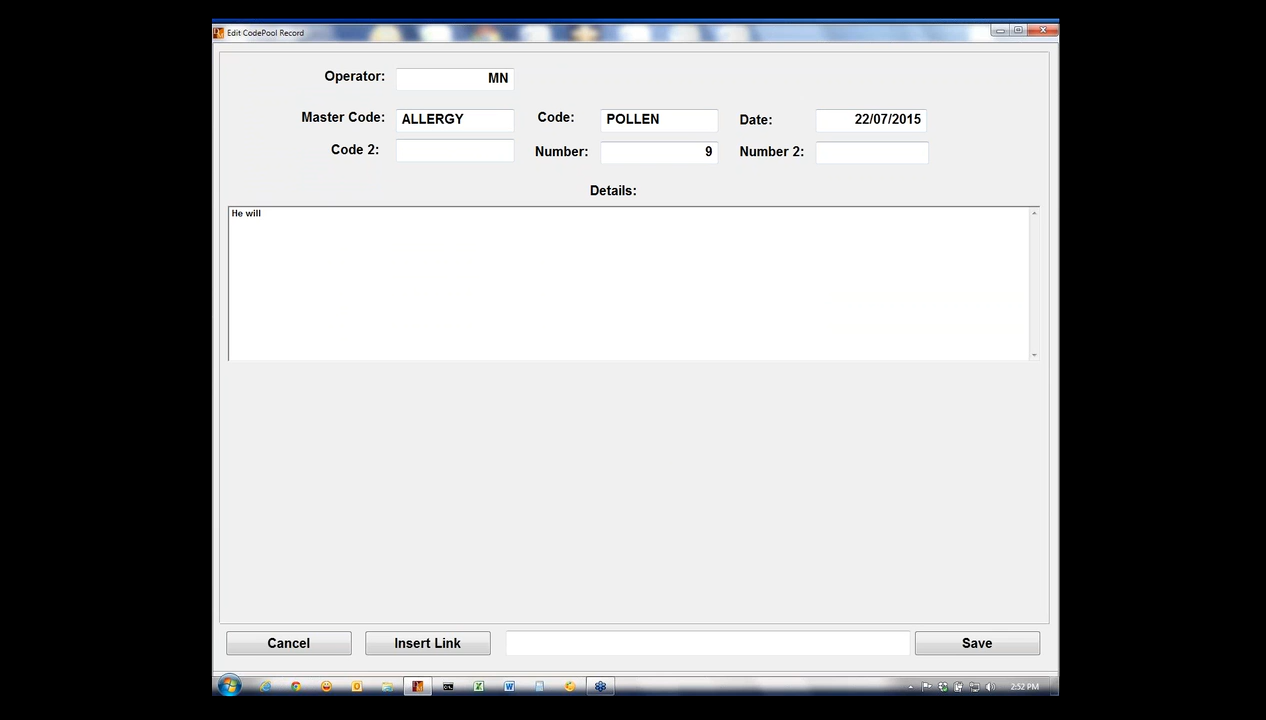 Edit CodePool Record
Operator: MN
Master Code: ALLERGY Code: POLLEN Date: 22/07/2015
Code 2: Number: 9 Number 2:
Details:
He will
Cancel Insert Link Save
2:52 PM